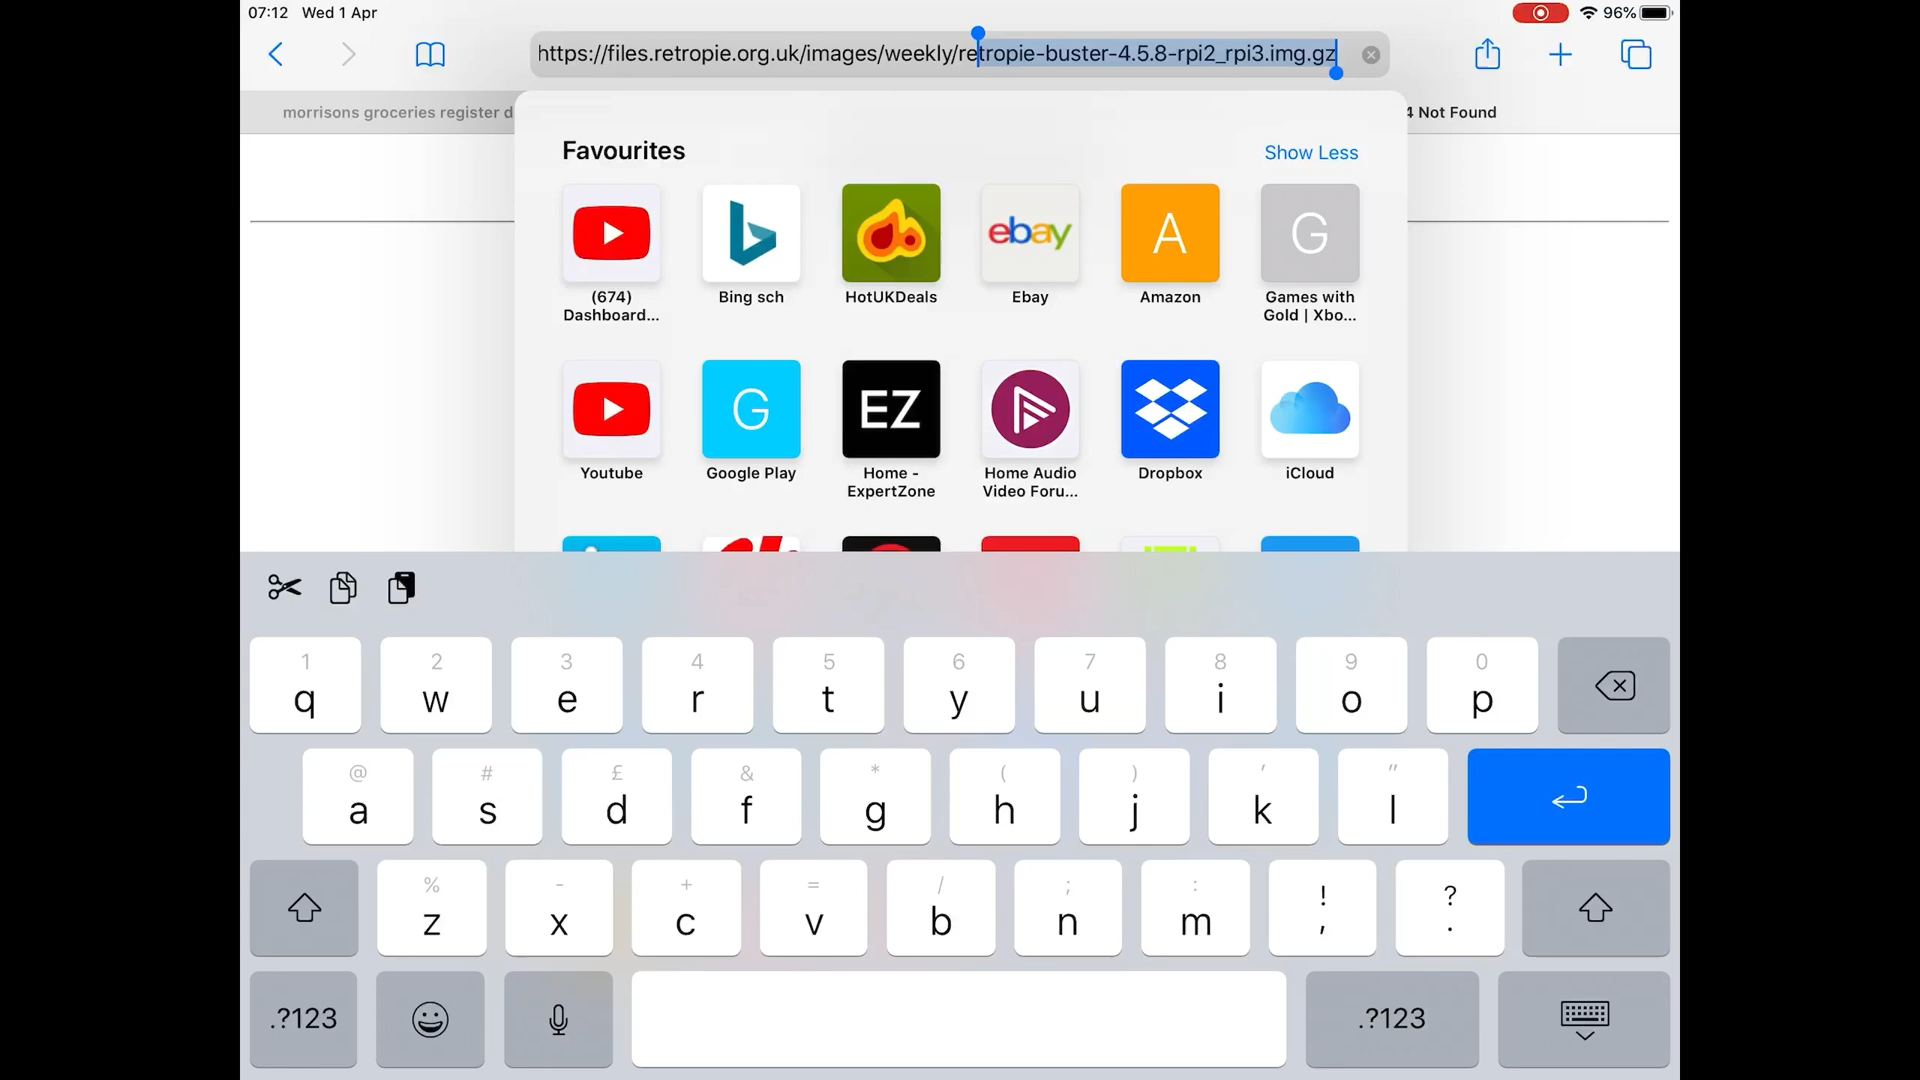 07:12 Wed 1 Apr 96%
https://files.retropie.org.uk/images/weekly/retropie-buster-4.5.8-rpi2_rpi3.img.gz
morrisons groceries register d
4 Not Found
Favourites Show Less
ebay A G
(674) Dashboard...
Bing sch
HotUKDeals
Ebay
Amazon
Games with Gold | Xbo...
G EZ
Youtube
Google Play
Home - ExpertZone
Home Audio Video Foru...
Dropbox
iCloud
1 2 3 4 5 6 7 8 9 0
q w e r t y u i o p
@ # £ & * ( ) ' "
a s d f g h j k l
% - + = / ; : ! ?
z x c v b n m , .
.?123 .?123